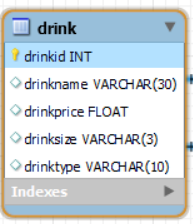 drink
drinkid INT
drinkname VARCHAR(30)
drinkprice FLOAT
drinksize VARCHAR(3)
drinktype VARCHAR(10)
Indexes